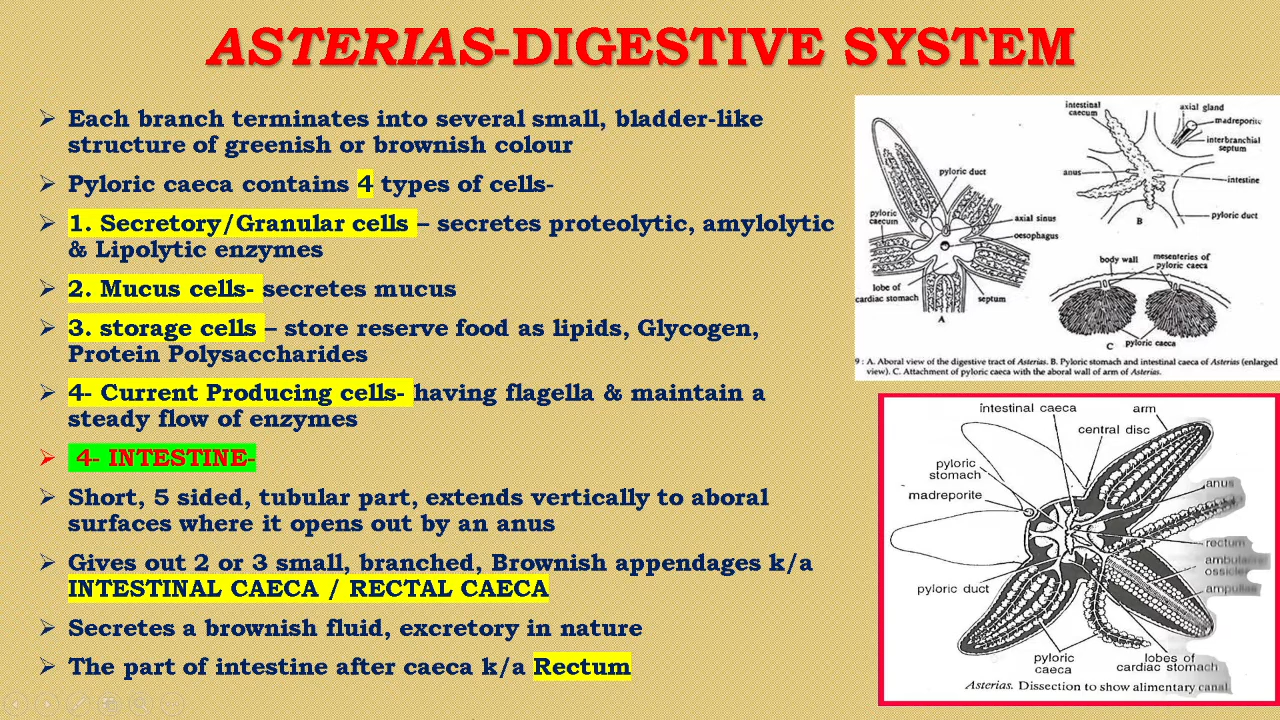 ASTERIAS-DIGESTIVE SYSTEM
➢ Each branch terminates into several small, bladder-like
structure of greenish or brownish colour
➢ Pyloric caeca contains 4 types of cells-
➢ 1. Secretory/Granular cells – secretes proteolytic, amylolytic
& Lipolytic enzymes
➢ 2. Mucus cells- secretes mucus
➢ 3. storage cells – store reserve food as lipids, Glycogen,
Protein Polysaccharides
➢ 4- Current Producing cells- having flagella & maintain a
steady flow of enzymes
➢ 4- INTESTINE-
➢ Short, 5 sided, tubular part, extends vertically to aboral
surfaces where it opens out by an anus
➢ Gives out 2 or 3 small, branched, Brownish appendages k/a
INTESTINAL CAECA / RECTAL CAECA
➢ Secretes a brownish fluid, excretory in nature
➢ The part of intestine after caeca k/a Rectum
pyloric duct
pyloric
caecum
axial sinus
oesophagus
lobe of
cardiac stomach
septum
A
intestinal
caecum
axial gland
madreporite
interbranchial
septum
anus
intestine
pyloric duct
B
body wall
mesenteries of
pyloric caeca
pyloric caeca
C
9 : A. Aboral view of the digestive tract of Asterias. B. Pyloric stomach and intestinal caeca of Asterias (enlarged
view). C. Attachment of pyloric caeca with the aboral wall of arm of Asterias.
intestinal caeca
arm
central disc
pyloric
stomach
madreporite
anus
rectum
ossicle
ampullae
pyloric duct
pyloric
caeca
lobes of
cardiac stomach
Asterias. Dissection to show alimentary canal